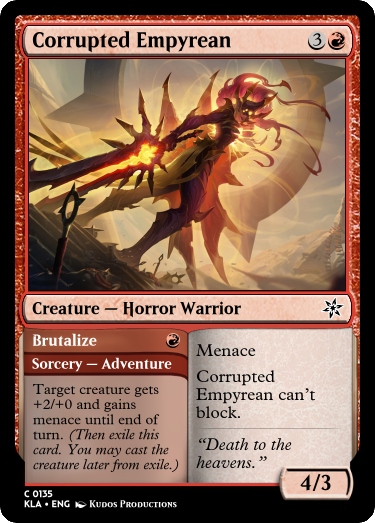 Corrupted Empyrean 3
Creature — Horror Warrior
Brutalize
Sorcery — Adventure
Target creature gets
+2/+0 and gains
menace until end of
turn. (Then exile this
card. You may cast the
creature later from exile.)
Menace
Corrupted
Empyrean can't
block.
"Death to the
heavens."
4/3
C 0135
KLA • ENG Kudos Productions